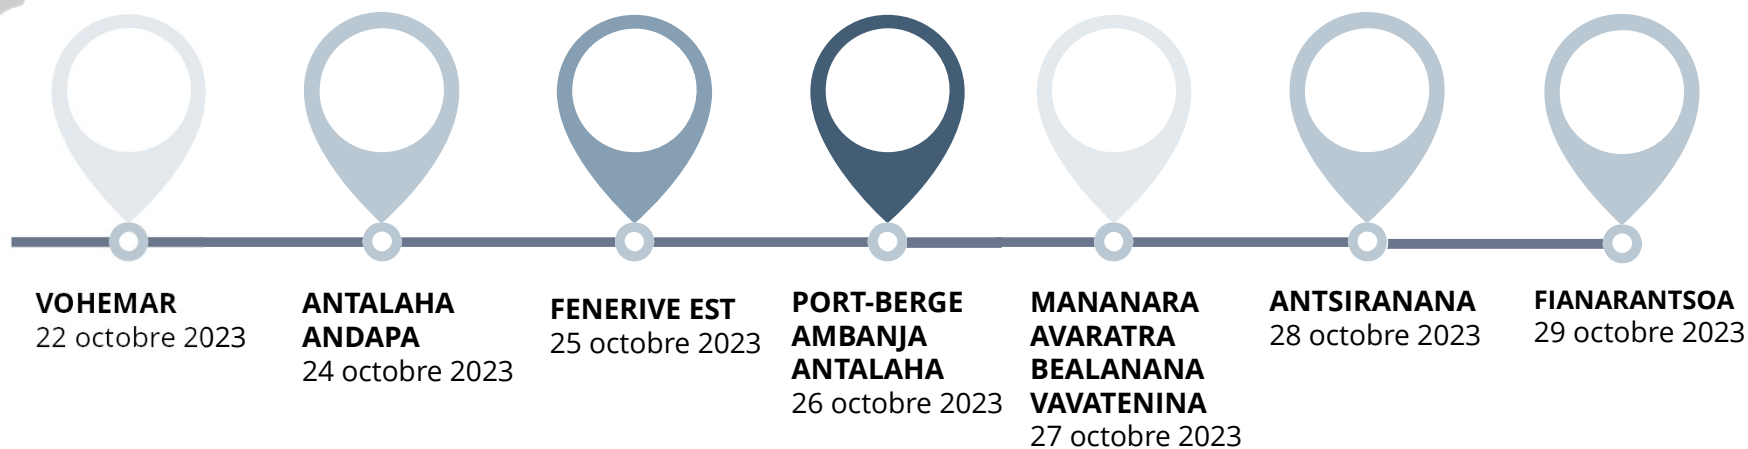 VOHEMAR
22 octobre 2023
ANTALAHA
ANDAPA
24 octobre 2023
FENERIVE EST
25 octobre 2023
PORT-BERGE
AMBANJA
ANTALAHA
26 octobre 2023
MANANARA
AVARATRA
BEALANANA
VAVATENINA
27 octobre 2023
ANTSIRANANA
28 octobre 2023
FIANARANTSOA
29 octobre 2023